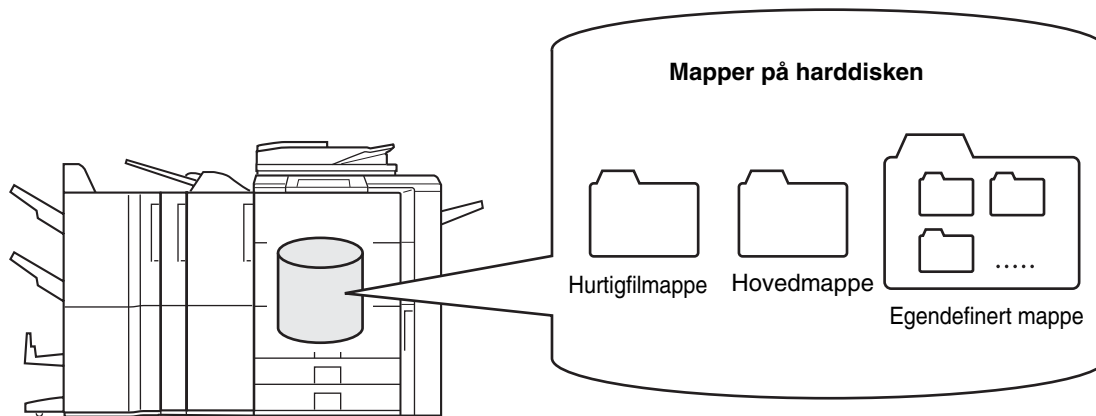 Mapper på harddisken
Hurtigfilmappe
Hovedmappe
.....
Egendefinert mappe